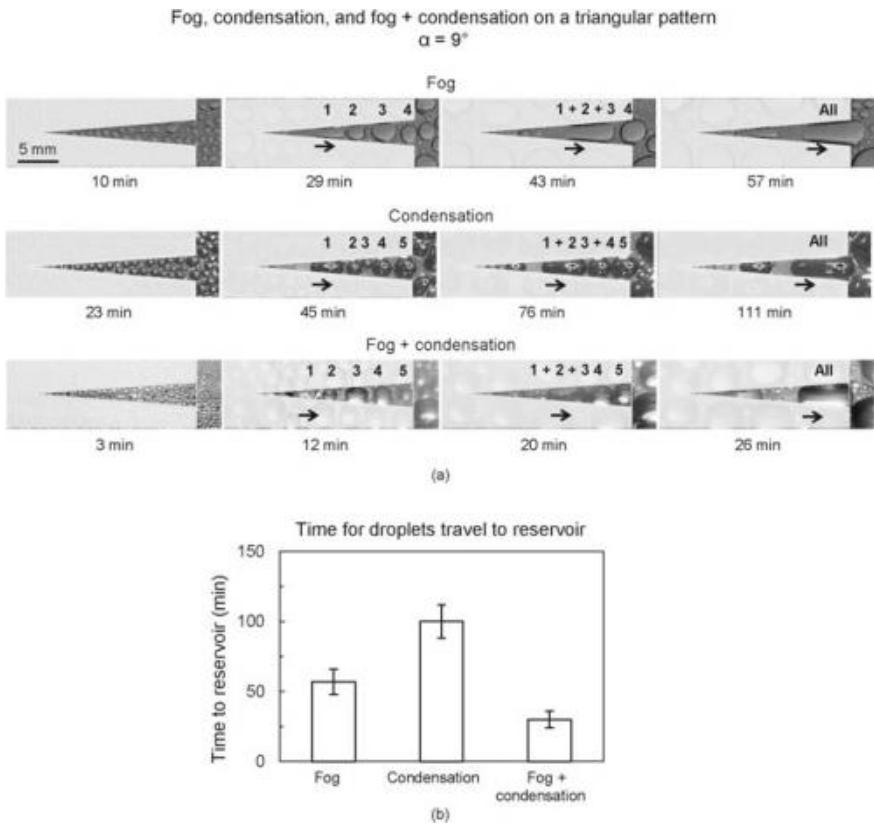 Fog, condensation, and fog + condensation on a triangular pattern
α = 9°
Fog
1 2 3 4
1 + 2 + 3 4
All
5 mm
10 min
29 min
43 min
57 min
Condensation
1 2 3 4 5
1 + 2 3 + 4 5
All
23 min
45 min
76 min
111 min
Fog + condensation
1 2 3 4 5
1 + 2 + 3 4 5
All
3 min
12 min
20 min
26 min
(a)
Time for droplets travel to reservoir
Time to reservoir (min)
150
100
50
0
Fog
Condensation
Fog +
condensation
(b)